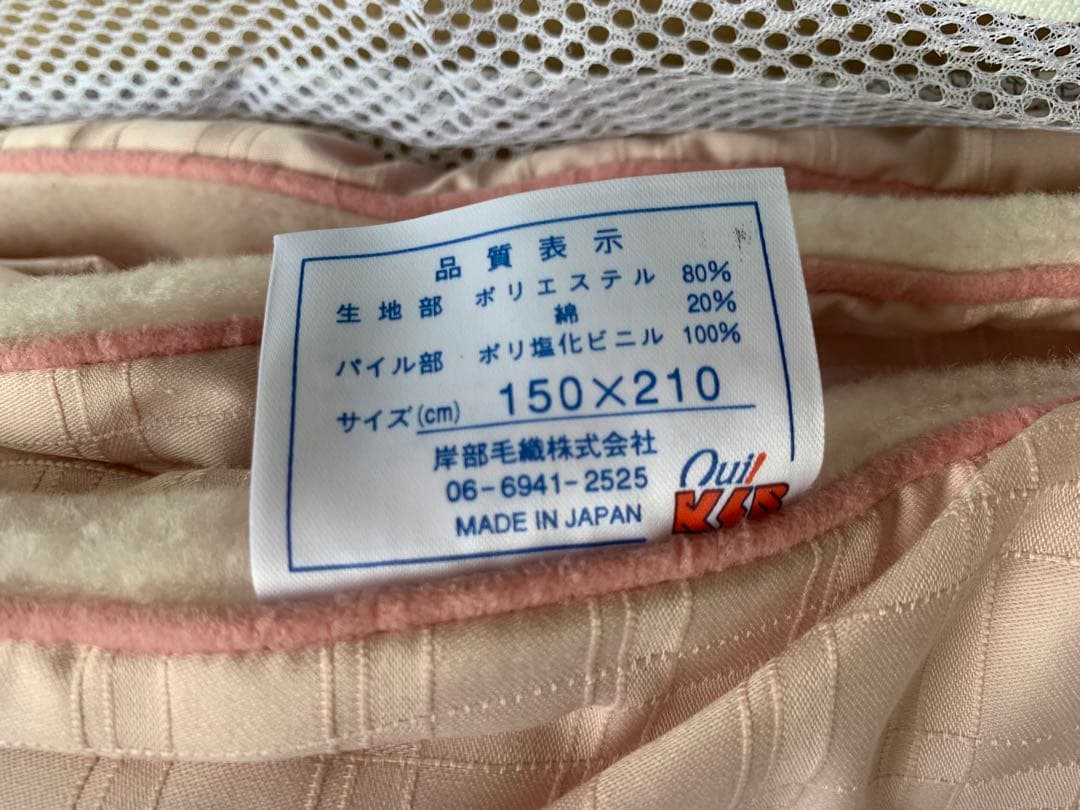 品質表示
生地部 ポリエステル 80%
綿 20%
パイル部 ポリ塩化ビニル 100%
サイズ(cm) 150×210
岸部毛織株式会社
06-6941-2525
MADE IN JAPAN
Oui!